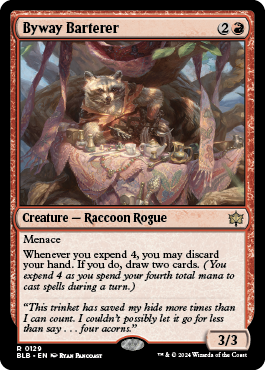 Byway Barterer 2
Creature — Raccoon Rogue
Menace
Whenever you expend 4, you may discard
your hand. If you do, draw two cards. (You
expend 4 as you spend your fourth total mana to
cast spells during a turn.)
“This trinket has saved my hide more times than
I can count. I couldn’t possibly let it go for less
than say . . . four acorns.”
3/3
R 0129
BLB • EN Ryan Pancoast
™ & © 2024 Wizards of the Coast